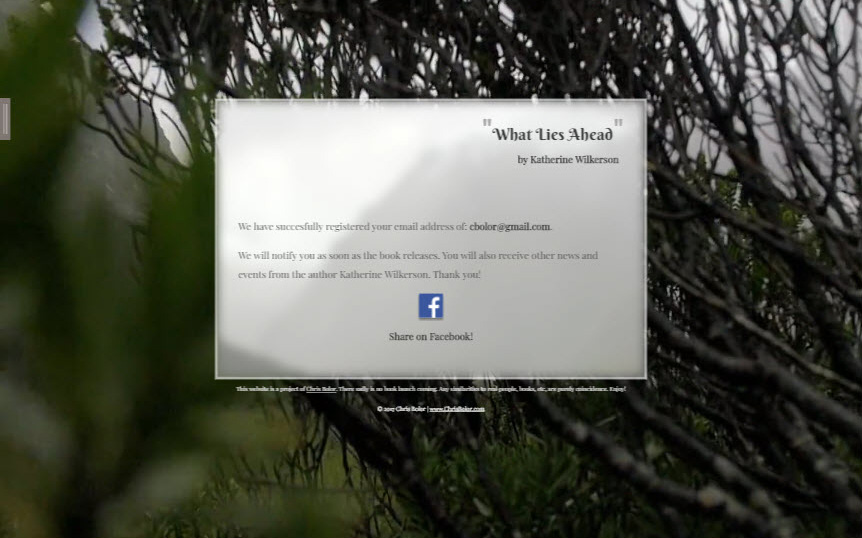 "What Lies Ahead"
by Katherine Wilkerson
We have succesfully registered your email address of: cbolor@gmail.com.
We will notify you as soon as the book releases. You will also receive other news and
events from the author Katherine Wilkerson. Thank you!
f
Share on Facebook!
This website is a project of Chris Bolor. There really is no book launch coming. Any similarities to real people, books, etc, are purely coincidence. Enjoy!
© 2017 Chris Bolor | www.ChrisBolor.com